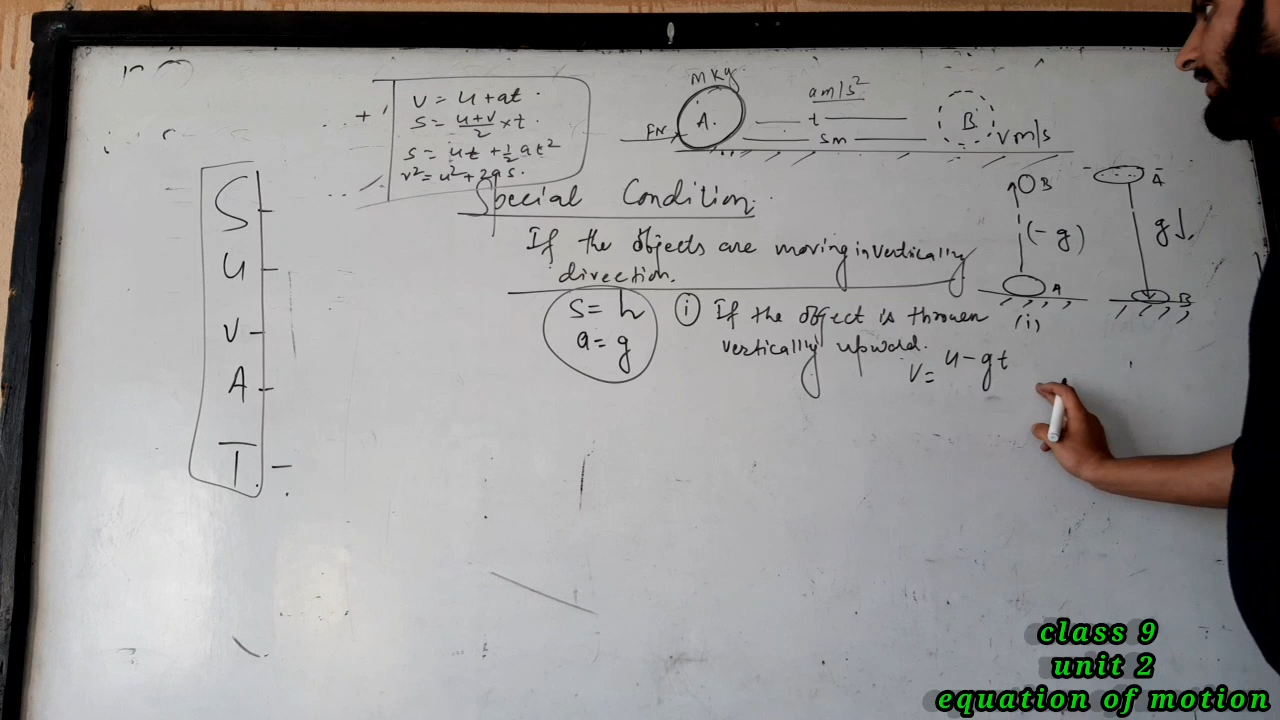 v = u + at .
s = u+v/2 × t .
s = ut + 1/2 at²
v² = u² + 2as .
m kg
A.
FN
a m/s²
t
s m
B
v m/s
S
U
V
A
T
Special Condition.
If the objects are moving in vertically
direction.
s = h
a = g
(i) If the object is thrown
vertically upward.
v = u - gt
B
(-g)
A
(i)
A
g↓
B
class 9
unit 2
equation of motion